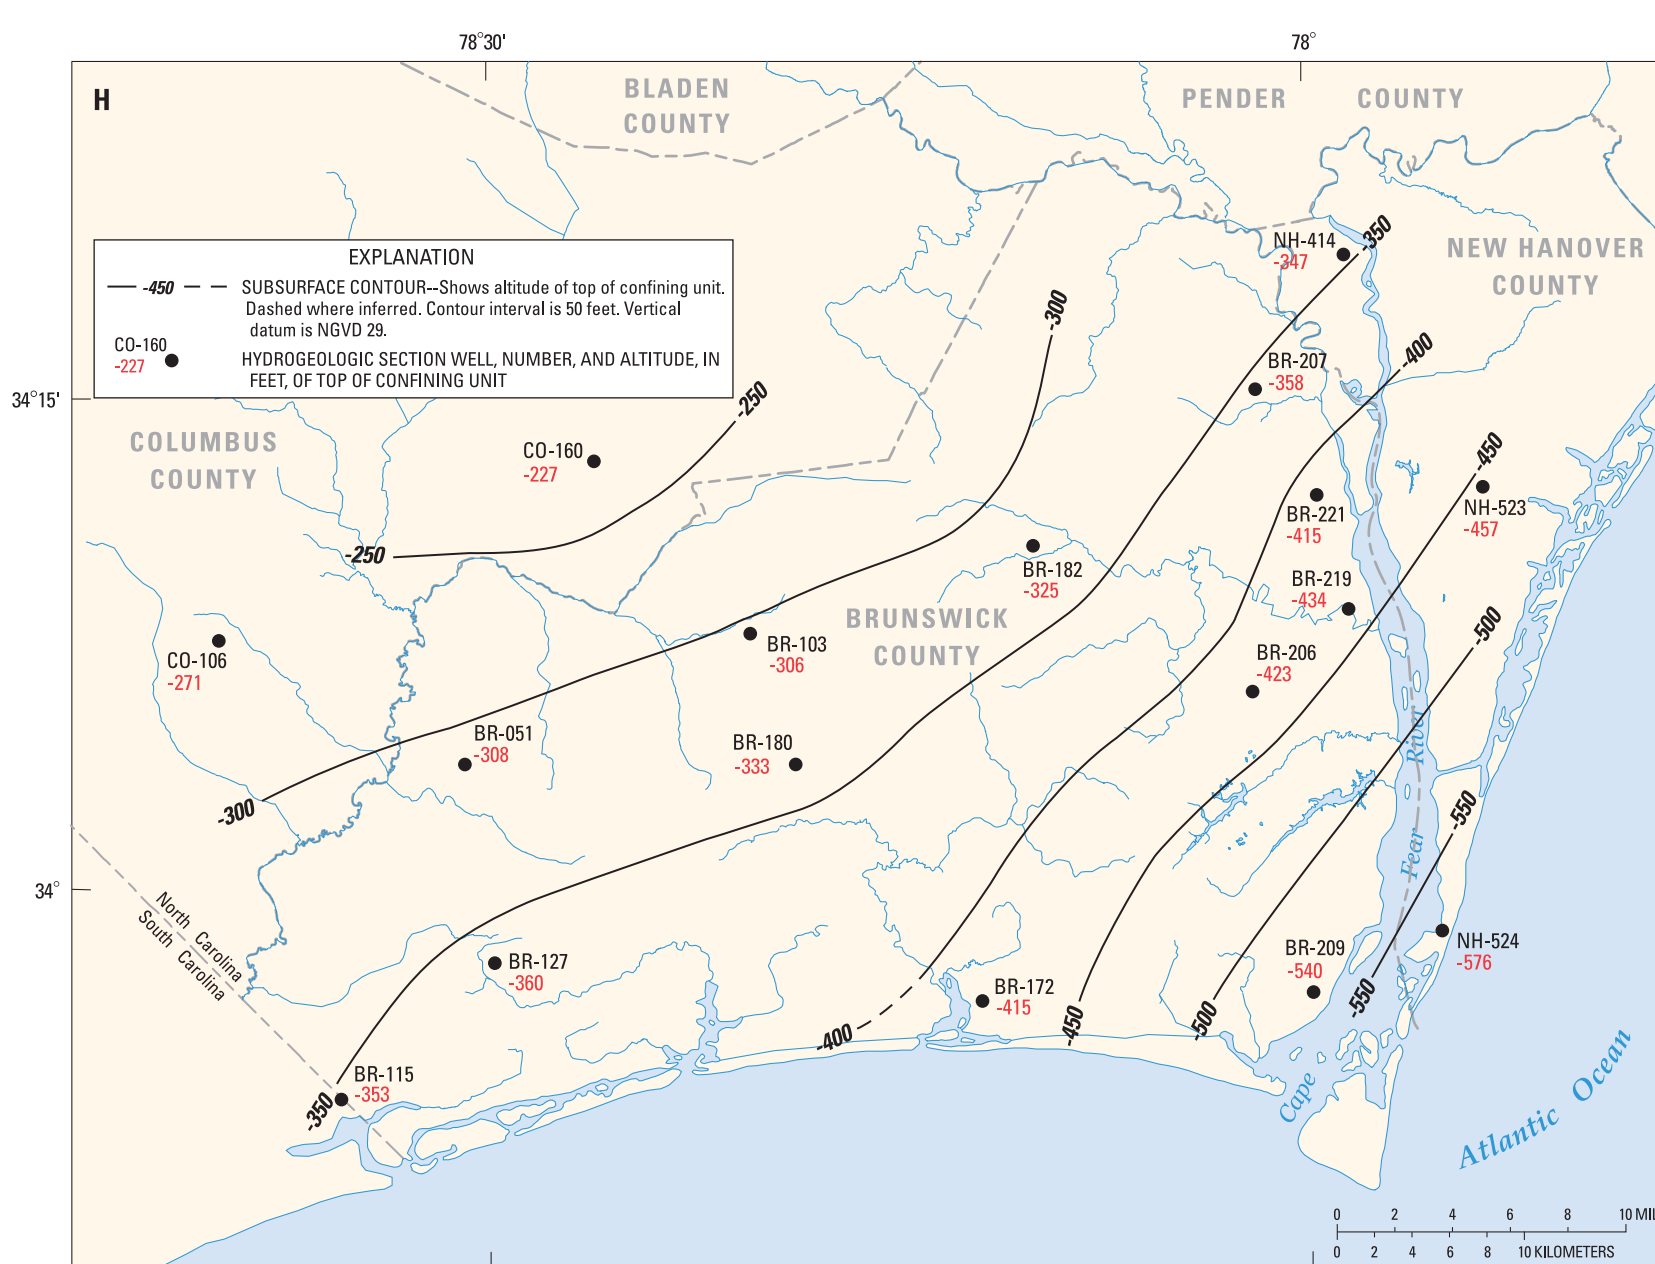 78°30'
78°
H
BLADEN
COUNTY
PENDER COUNTY
-350
NH-414
-347
NEW HANOVER
COUNTY
EXPLANATION
-450
SUBSURFACE CONTOUR--Shows altitude of top of confining unit.
Dashed where inferred. Contour interval is 50 feet. Vertical
datum is NGVD 29.
CO-160
-227
HYDROGEOLOGIC SECTION WELL, NUMBER, AND ALTITUDE, IN
FEET, OF TOP OF CONFINING UNIT
-300
-400
BR-207
-358
34°15'
-250
COLUMBUS
COUNTY
CO-160
-227
-450
NH-523
-457
BR-221
-415
-250
BR-182
-325
BR-219
-434
BRUNSWICK
COUNTY
-500
CO-106
-271
BR-103
-306
BR-206
-423
BR-051
-308
BR-180
-333
-300
-550
Cape Fear River
34°
North Carolina
South Carolina
BR-127
-360
BR-209
-540
NH-524
-576
BR-172
-415
-400
-450
-500
-550
BR-115
-353
-350
Atlantic Ocean
0 2 4 6 8 10 MIL
0 2 4 6 8 10 KILOMETERS